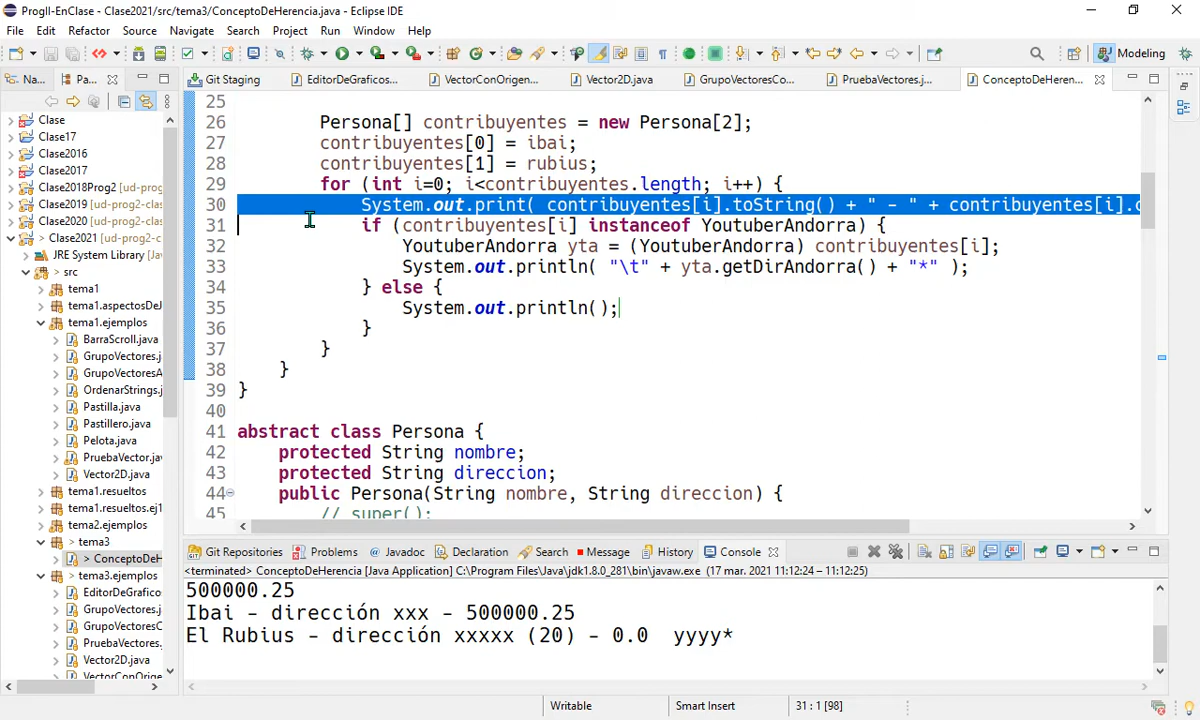 ProgII-EnClase - Clase2021/src/tema3/ConceptoDeHerencia.java - Eclipse IDE
File Edit Refactor Source Navigate Search Project Run Window Help
Modeling
Na... Pa...
Git Staging EditorDeGraficos... VectorConOrigen... Vector2D.java GrupoVectoresCo... PruebaVectores.j... ConceptoDeHeren...
Clase
Clase17
Clase2016
Clase2017
Clase2018Prog2 [ud-prog
Clase2019 [ud-prog2-clas
Clase2020 [ud-prog2-clas
> Clase2021 [ud-prog2-c
JRE System Library [Jav
> src
tema1
tema1.aspectosDeJ
tema1.ejemplos
BarraScroll.java
GrupoVectores.j
GrupoVectoresA
OrdenarStrings.j
Pastilla.java
Pastillero.java
Pelota.java
PruebaVector.jav
Vector2D.java
tema1.resueltos
tema1.resueltos.ej1
tema2.ejemplos
> tema3
> ConceptoDeH
tema3.ejemplos
EditorDeGrafico
GrupoVectores.j
GrupoVectoresC
PruebaVectores.
Vector2D.java
VectorConOrige
25
26 Persona[] contribuyentes = new Persona[2];
27 contribuyentes[0] = ibai;
28 contribuyentes[1] = rubius;
29 for (int i=0; i<contribuyentes.length; i++) {
30 System.out.print( contribuyentes[i].toString() + " - " + contribuyentes[i].c
31 if (contribuyentes[i] instanceof YoutuberAndorra) {
32 YoutuberAndorra yta = (YoutuberAndorra) contribuyentes[i];
33 System.out.println( "\t" + yta.getDirAndorra() + "*" );
34 } else {
35 System.out.println();
36 }
37 }
38 }
39 }
40
41 abstract class Persona {
42 protected String nombre;
43 protected String direccion;
44 public Persona(String nombre, String direccion) {
45 // super();
Git Repositories Problems @ Javadoc Declaration Search Message History Console
<terminated> ConceptoDeHerencia [Java Application] C:\Program Files\Java\jdk1.8.0_281\bin\javaw.exe (17 mar. 2021 11:12:24 – 11:12:25)
500000.25
Ibai - dirección xxx - 500000.25
El Rubius - dirección xxxxx (20) - 0.0 yyyy*
Writable Smart Insert 31 : 1 [98]